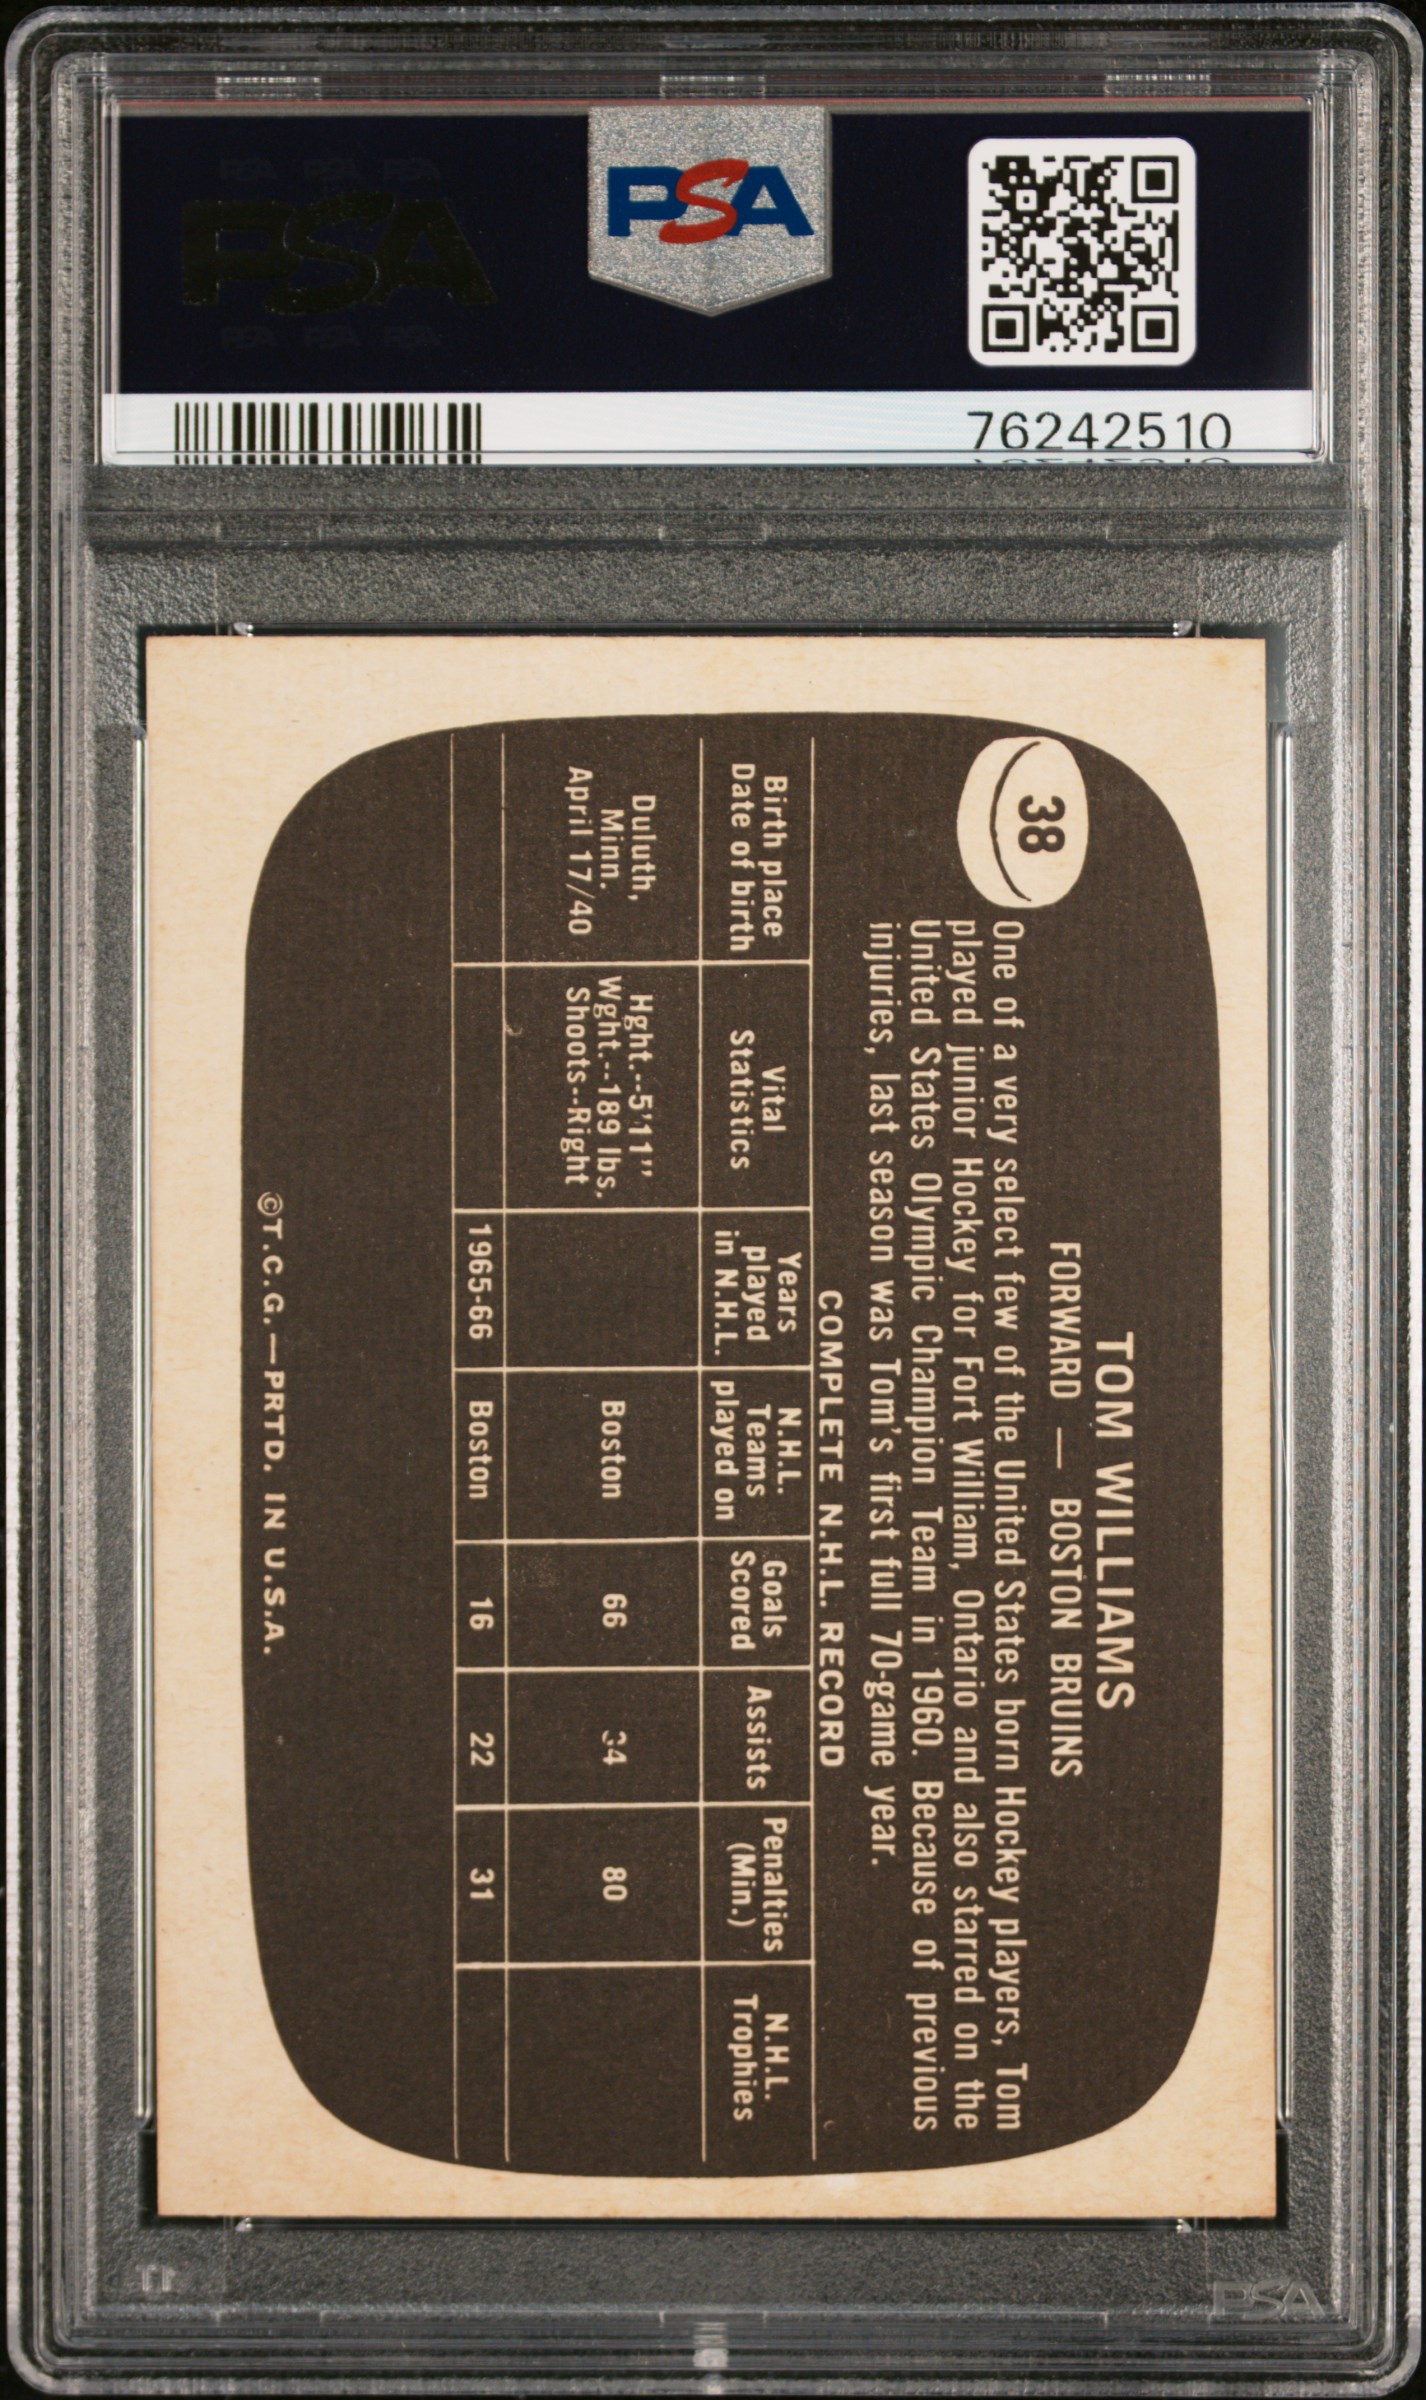 PSA
PSA
76242510
38
TOM WILLIAMS
FORWARD — BOSTON BRUINS
One of a very select few of the United States born Hockey players, Tom
played junior Hockey for Fort William, Ontario and also starred on the
United States Olympic Champion Team in 1960. Because of previous
injuries, last season was Tom's first full 70-game year.
COMPLETE N.H.L. RECORD
Birth place
Date of birth
Vital
Statistics
Years
played
in N.H.L.
N.H.L.
Teams
played on
Goals
Scored
Assists
Penalties
(Min.)
N.H.L.
Trophies
Duluth,
Minn.
April 17/40
Hght.--5'11"
Wght.--189 lbs.
Shoots--Right
Boston
66
80
1965-66
Boston
16
22
31
©T.C.G.—PRTD. IN U.S.A.
PSA